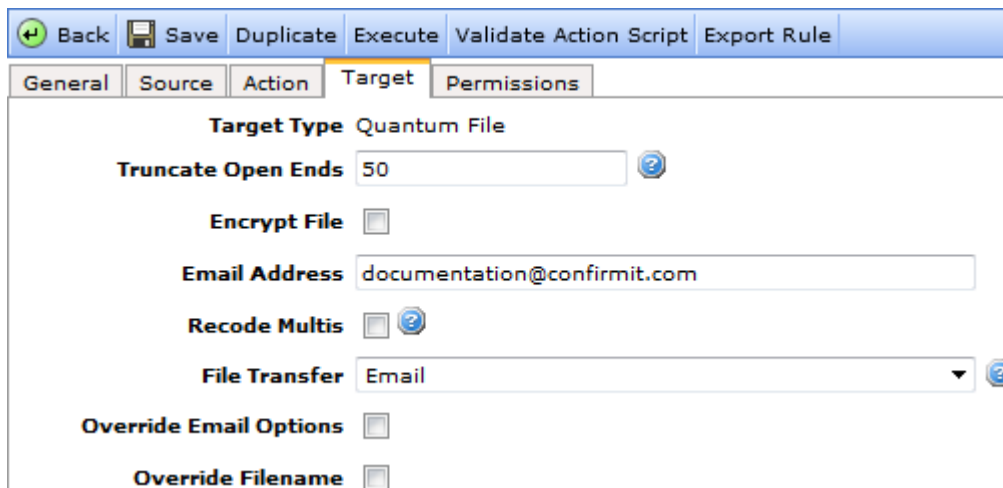 Back Save Duplicate Execute Validate Action Script Export Rule
General Source Action Target Permissions
Target Type Quantum File
Truncate Open Ends 50
Encrypt File
Email Address documentation@confirmit.com
Recode Multis
File Transfer Email
Override Email Options
Override Filename